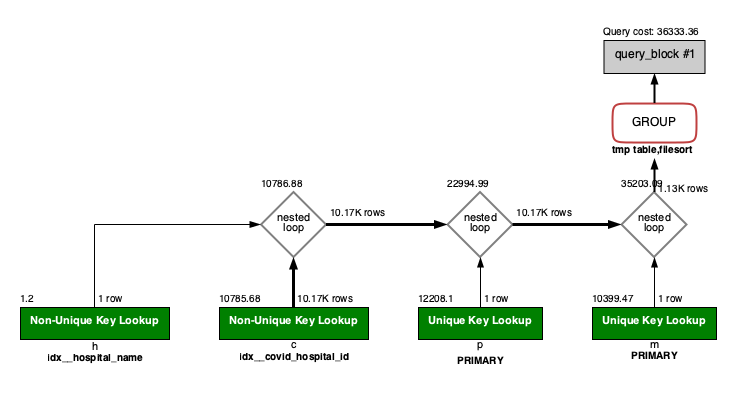 Query cost: 36333.36
query_block #1
GROUP
tmp table,filesort
10786.88
22994.99
35203.09
1.13K rows
nested
loop
10.17K rows
nested
loop
10.17K rows
nested
loop
1.2
1 row
10785.68
10.17K rows
12208.1
1 row
10399.47
1 row
Non-Unique Key Lookup
Non-Unique Key Lookup
Unique Key Lookup
Unique Key Lookup
h
c
p
m
idx__hospital_name
idx__covid_hospital_id
PRIMARY
PRIMARY